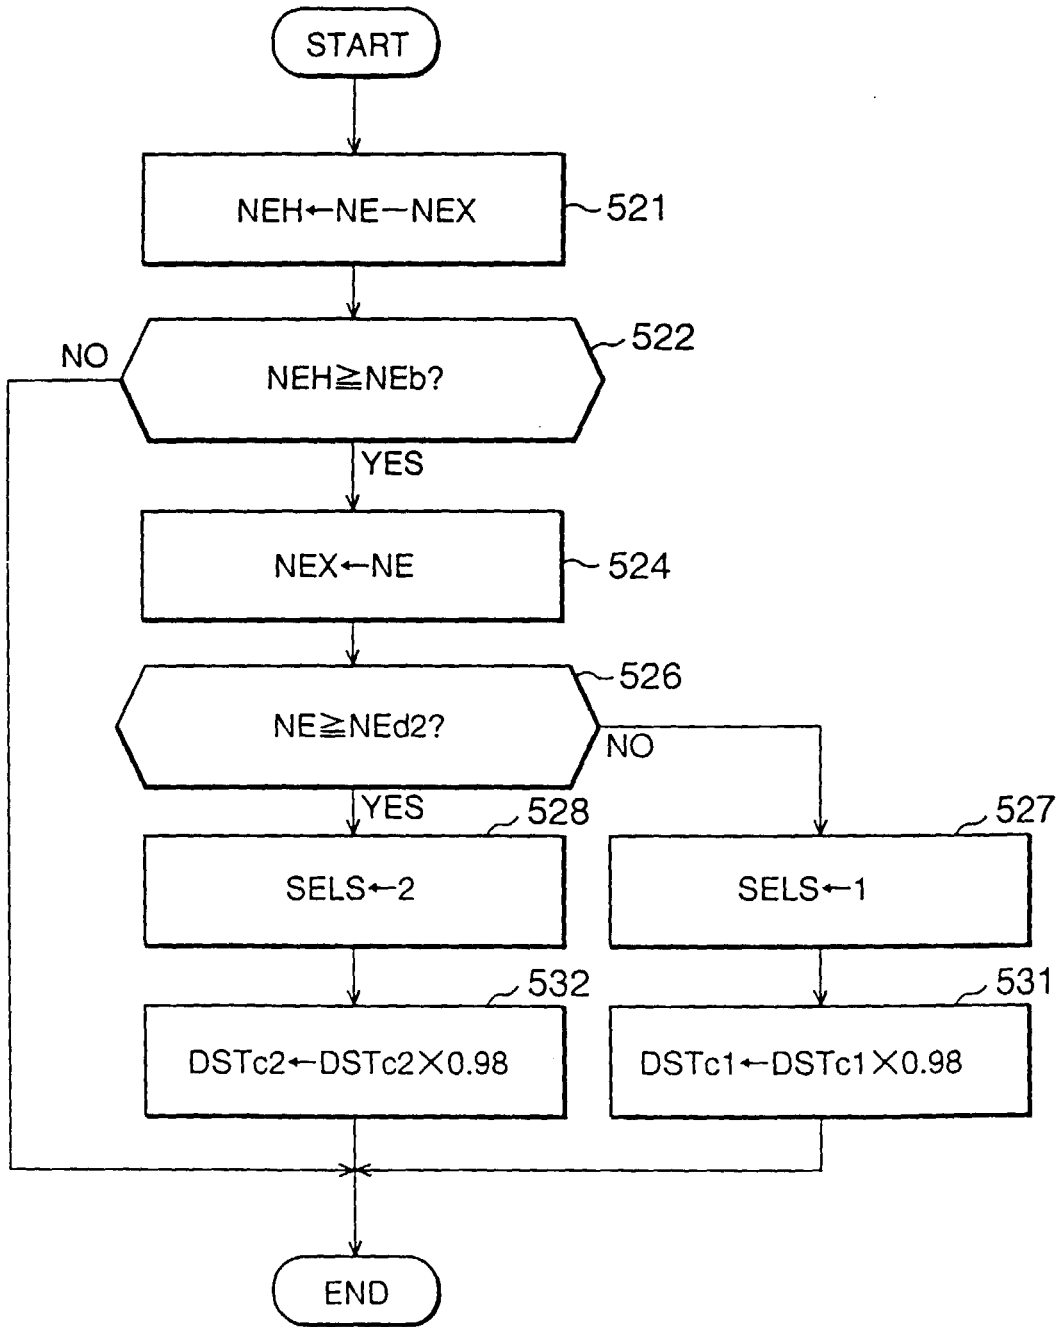 START
NEH←NE−NEX
521
522
NO
NEH≧NEb?
YES
NEX←NE
524
526
NE≧NEd2?
NO
YES
528
527
SELS←2
SELS←1
532
531
DSTc2←DSTc2×0.98
DSTc1←DSTc1×0.98
END